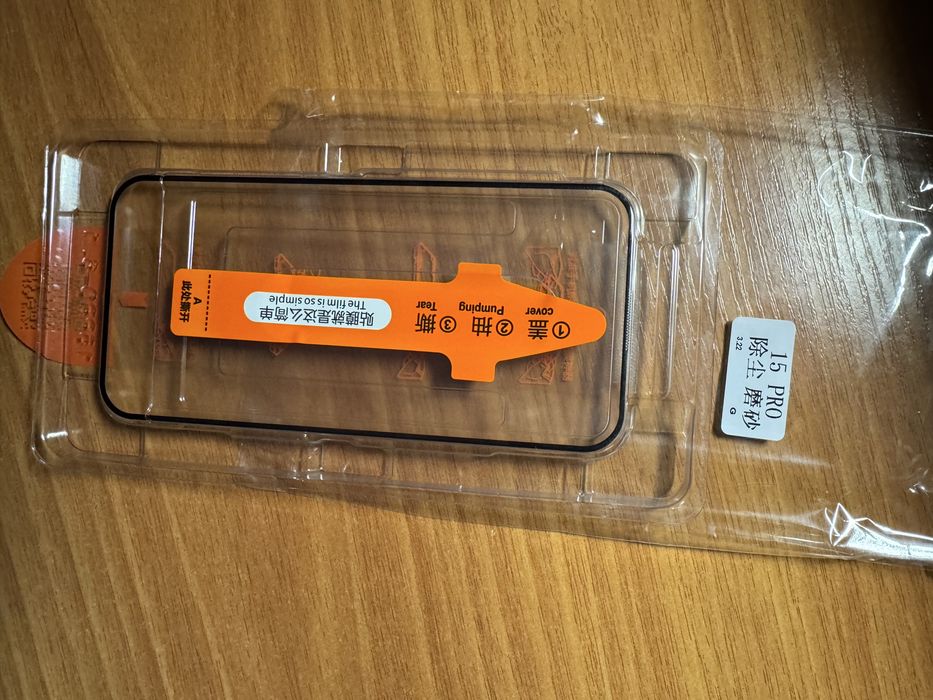 ①盖 ②抽 ③撕
cover Pumping Tear
贴膜就是这么简单
The film is so simple
A
此处撕开
15 PRO
除尘 磨砂
3.22
G